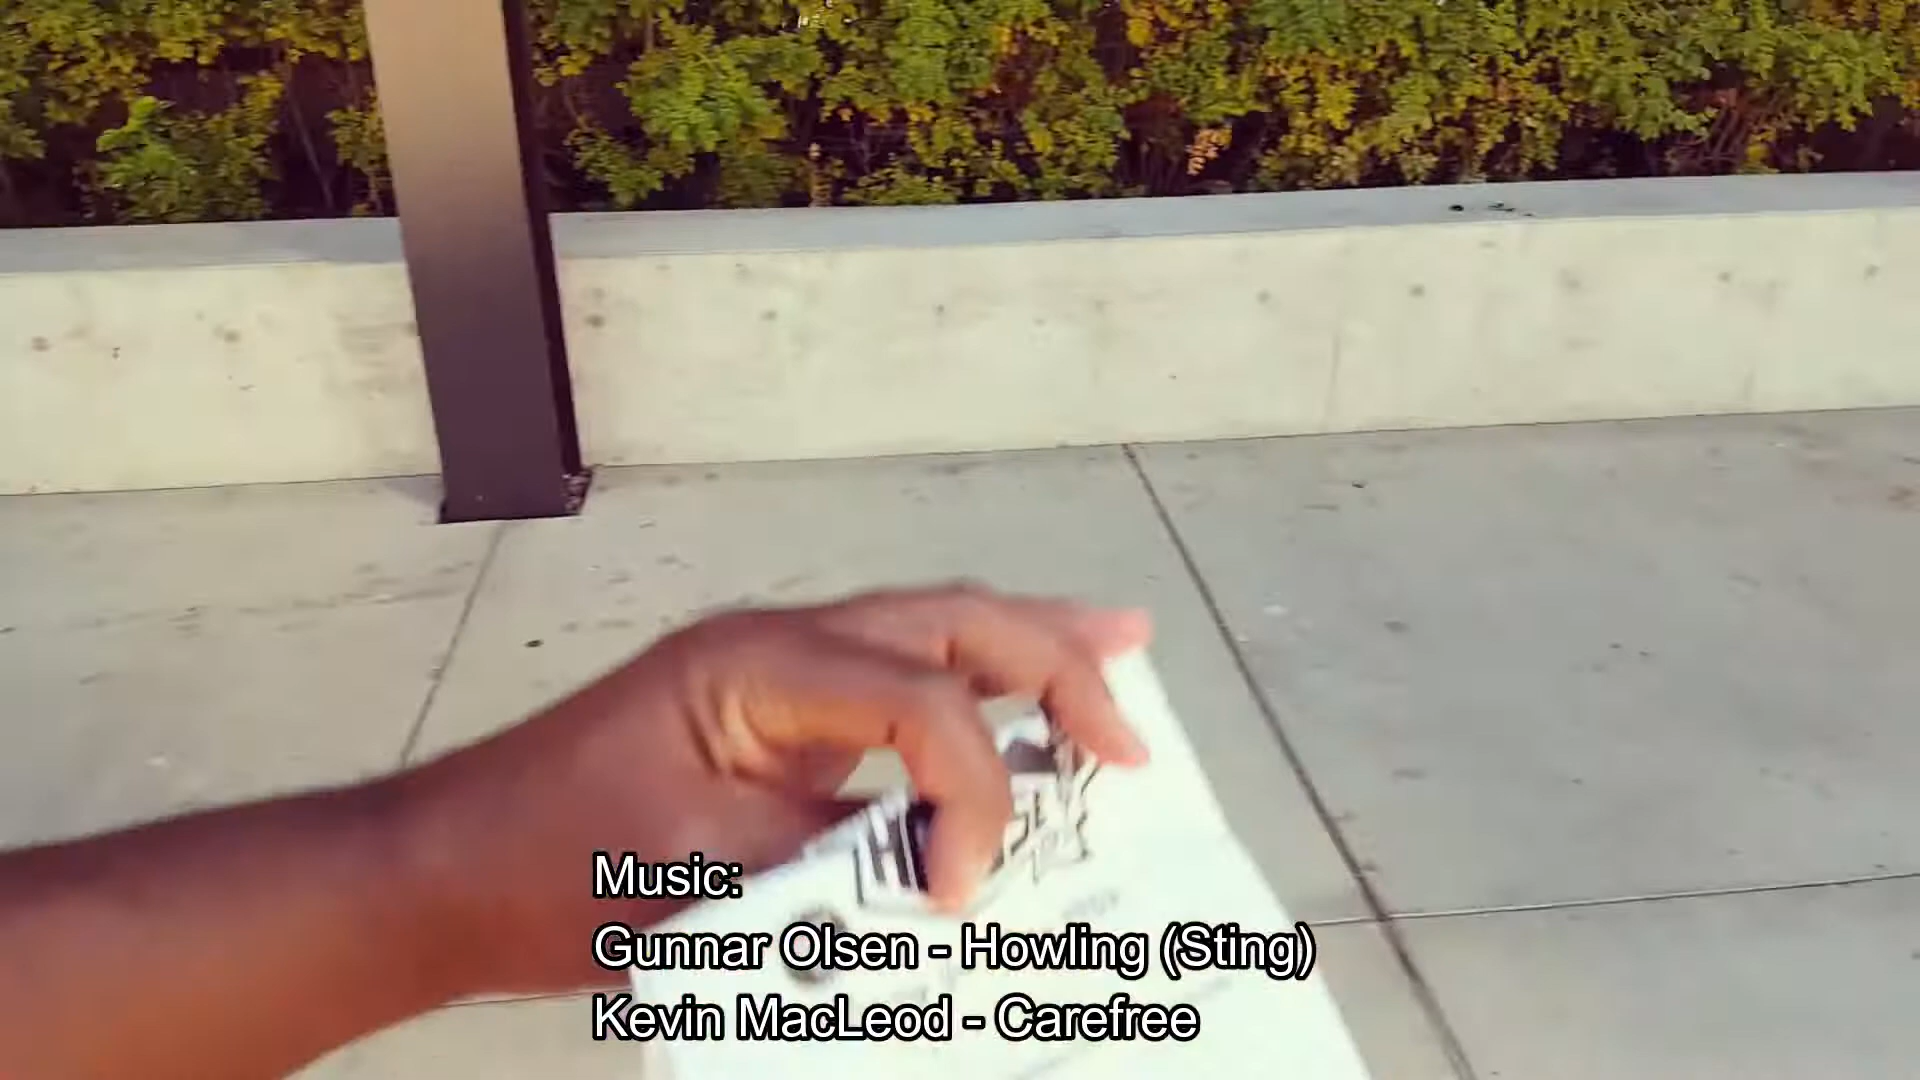 Music:
Gunnar Olsen - Howling (Sting)
Kevin MacLeod - Carefree